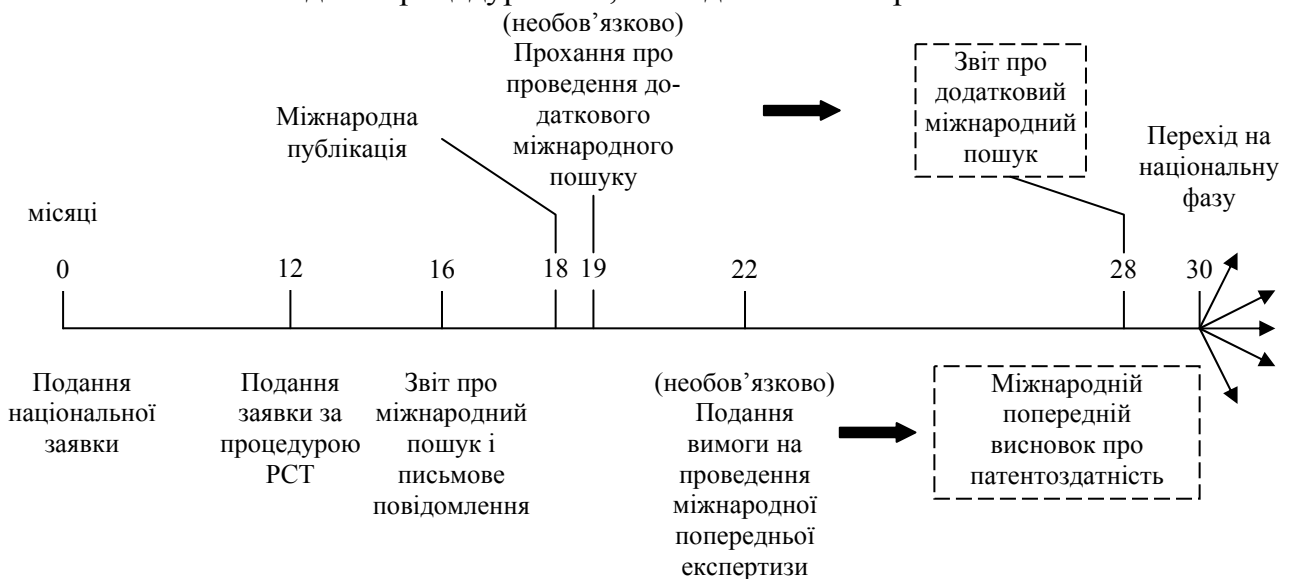 (необов’язково)
Прохання про
проведення до-
даткового
міжнародного
пошуку
Звіт про
додатковий
міжнародний
пошук
Міжнародна
публікація
Перехід на
національну
фазу
місяці
0
12
16
18
19
22
28
30
Подання
національної
заявки
Подання
заявки за
процедурою
РСТ
Звіт про
міжнародний
пошук і
письмове
повідомлення
(необов’язково)
Подання
вимоги на
проведення
міжнародної
попередньої
експертизи
Міжнародній
попередній
висновок про
патентоздатність